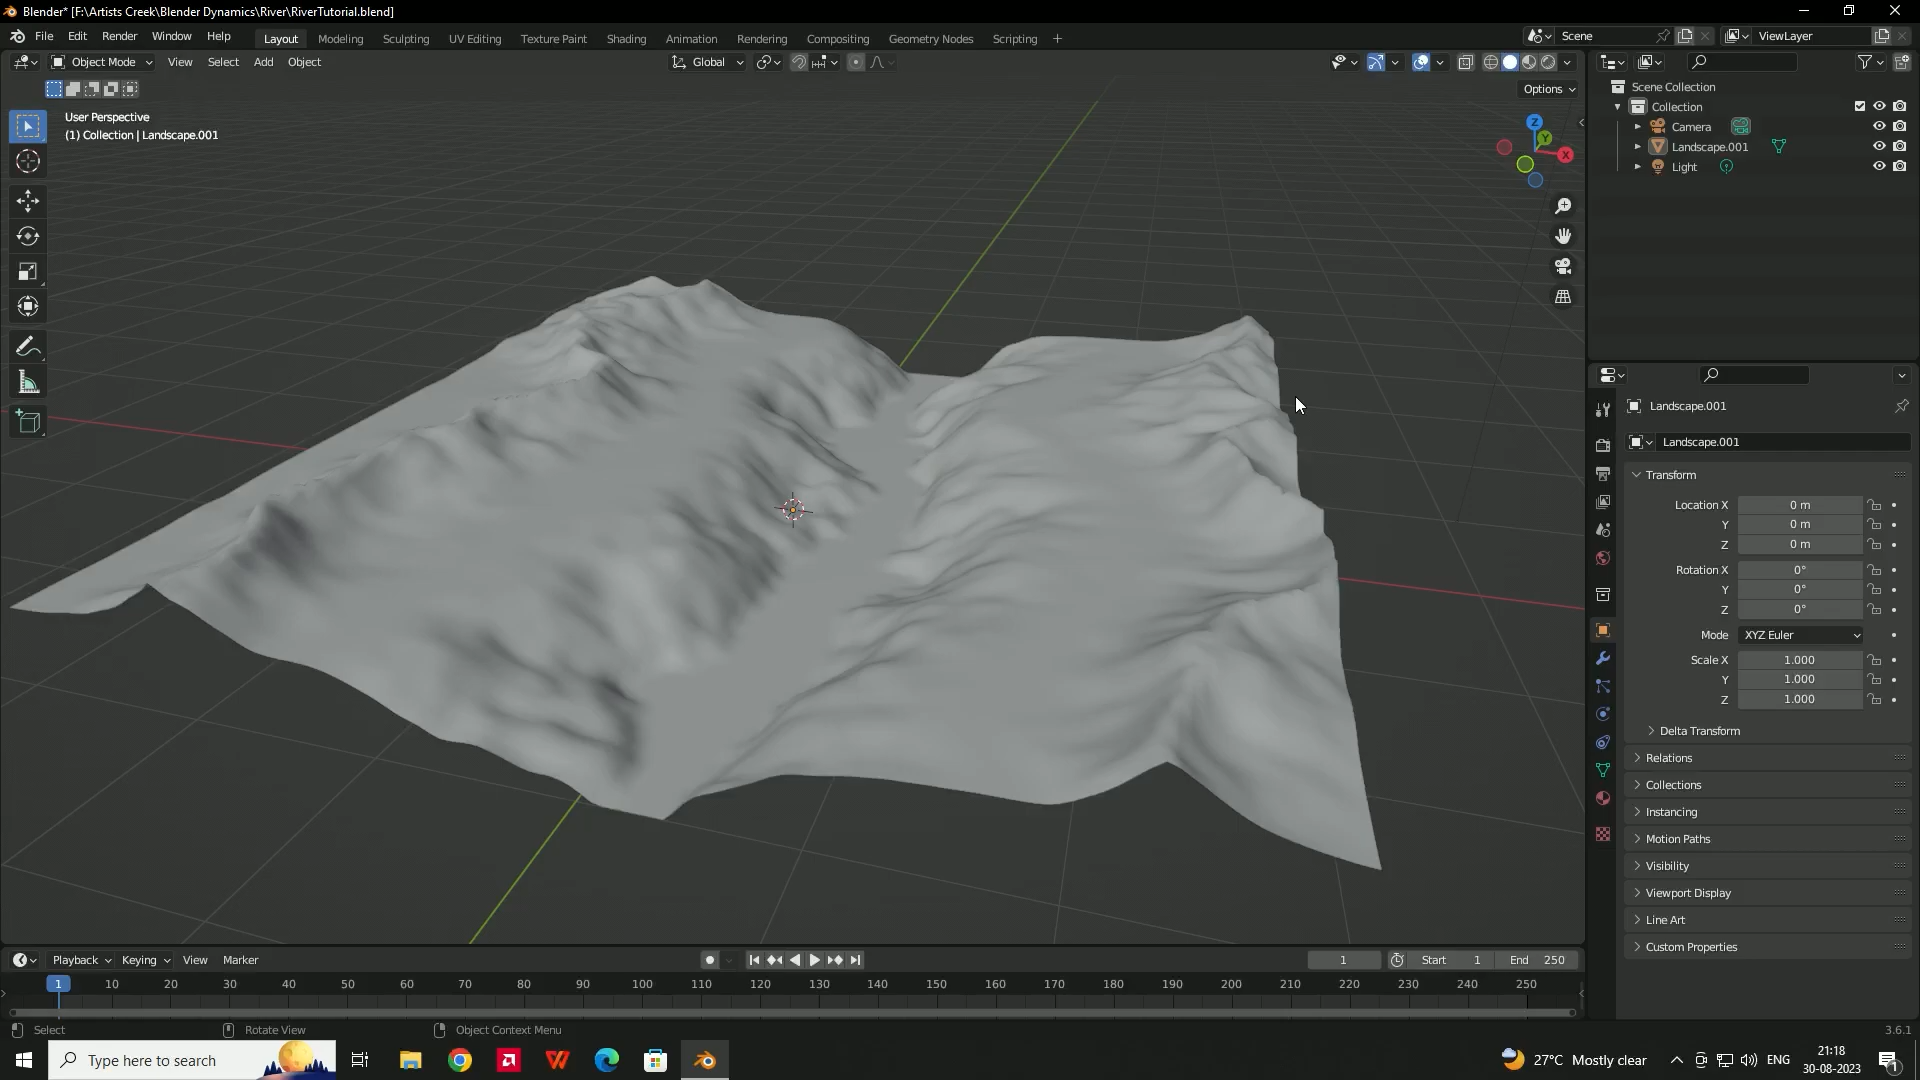 Blender* [F:\Artists Creek\Blender Dynamics\River\RiverTutorial.blend]
File Edit Render Window Help Layout Modeling Sculpting UV Editing Texture Paint Shading Animation Rendering Compositing Geometry Nodes Scripting + Scene ViewLayer
Object Mode View Select Add Object Global
Options
User Perspective
(1) Collection | Landscape.001
Z
Y
X
Scene Collection
Collection
Camera
Landscape.001
Light
Landscape.001
Landscape.001
Transform
Location X 0 m
Y 0 m
Z 0 m
Rotation X 0°
Y 0°
Z 0°
Mode XYZ Euler
Scale X 1.000
Y 1.000
Z 1.000
Delta Transform
Relations
Collections
Instancing
Motion Paths
Visibility
Viewport Display
Line Art
Custom Properties
Playback Keying View Marker 1 Start 1 End 250
1 10 20 30 40 50 60 70 80 90 100 110 120 130 140 150 160 170 180 190 200 210 220 230 240 250
Select Rotate View Object Context Menu 3.6.1
Type here to search 27°C Mostly clear ENG 21:18
30-08-2023 1